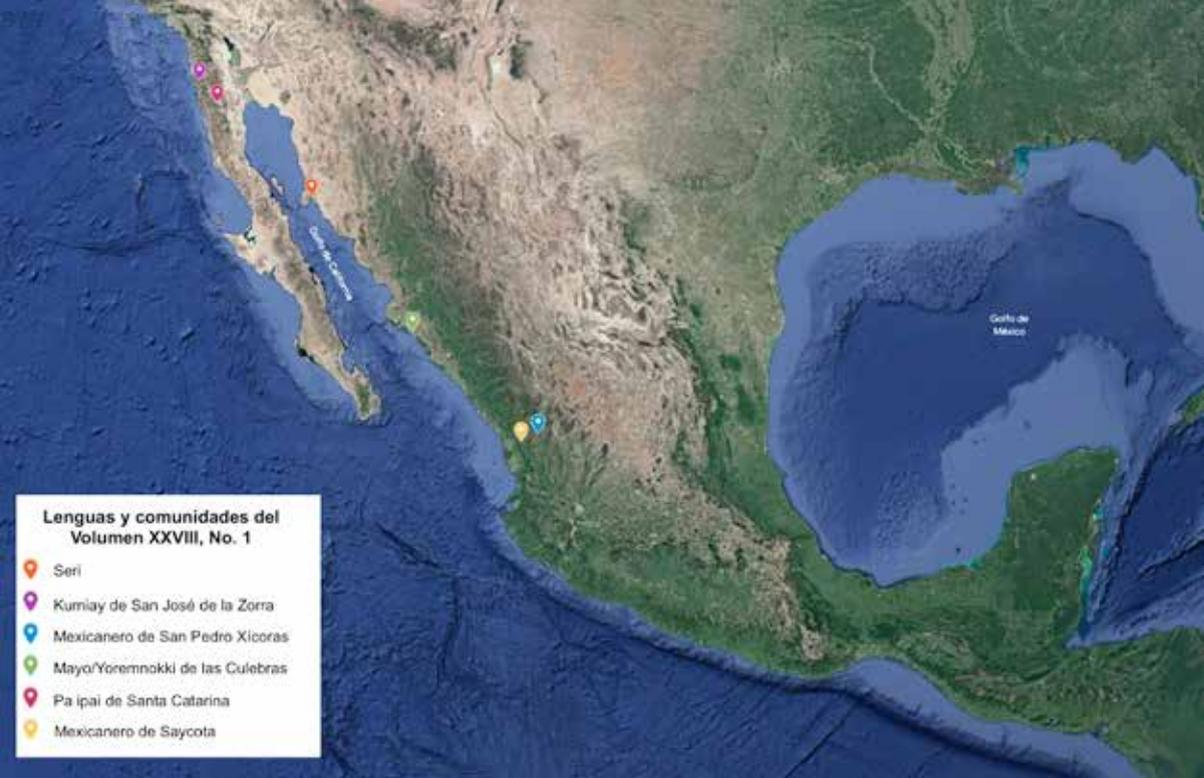 Golfo de California
Golfo de
México
Lenguas y comunidades del
Volumen XXVIII, No. 1
Seri
Kumiay de San José de la Zorra
Mexicanero de San Pedro Xícoras
Mayo/Yoremnokki de las Culebras
Pa ipai de Santa Catarina
Mexicanero de Saycota